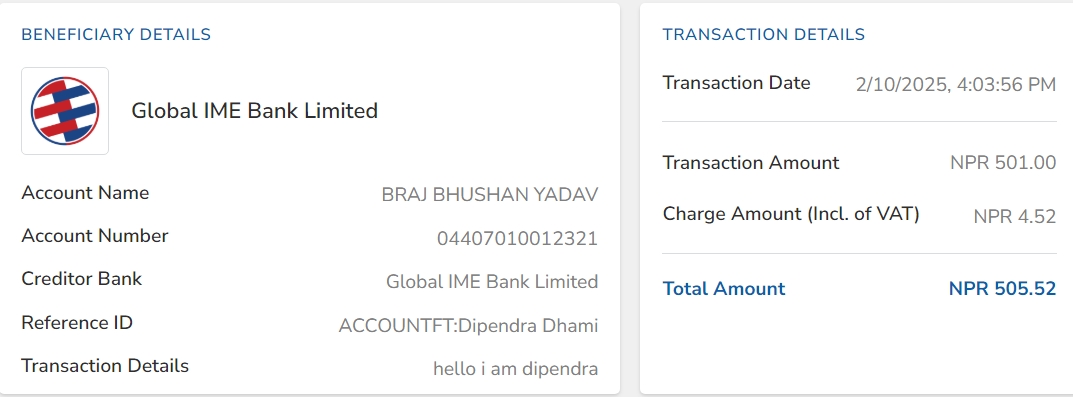 BENEFICIARY DETAILS
Global IME Bank Limited
Account Name BRAJ BHUSHAN YADAV
Account Number 04407010012321
Creditor Bank Global IME Bank Limited
Reference ID ACCOUNTFT:Dipendra Dhami
Transaction Details hello i am dipendra
TRANSACTION DETAILS
Transaction Date 2/10/2025, 4:03:56 PM
Transaction Amount NPR 501.00
Charge Amount (Incl. of VAT) NPR 4.52
Total Amount NPR 505.52